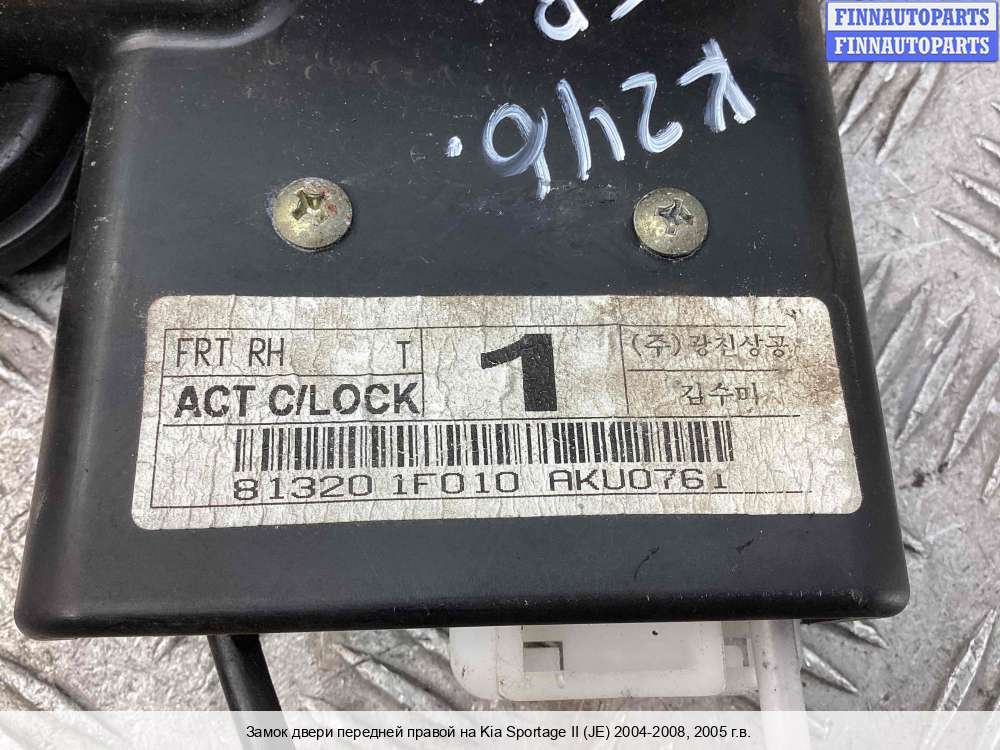 FINNAUTOPARTS
FINNAUTOPARTS
FRT RH T
ACT C/LOCK
1
(주)광진상공
김수미
81320 1F010 AKU0761
Замок двери передней правой на Kia Sportage II (JE) 2004-2008, 2005 г.в.